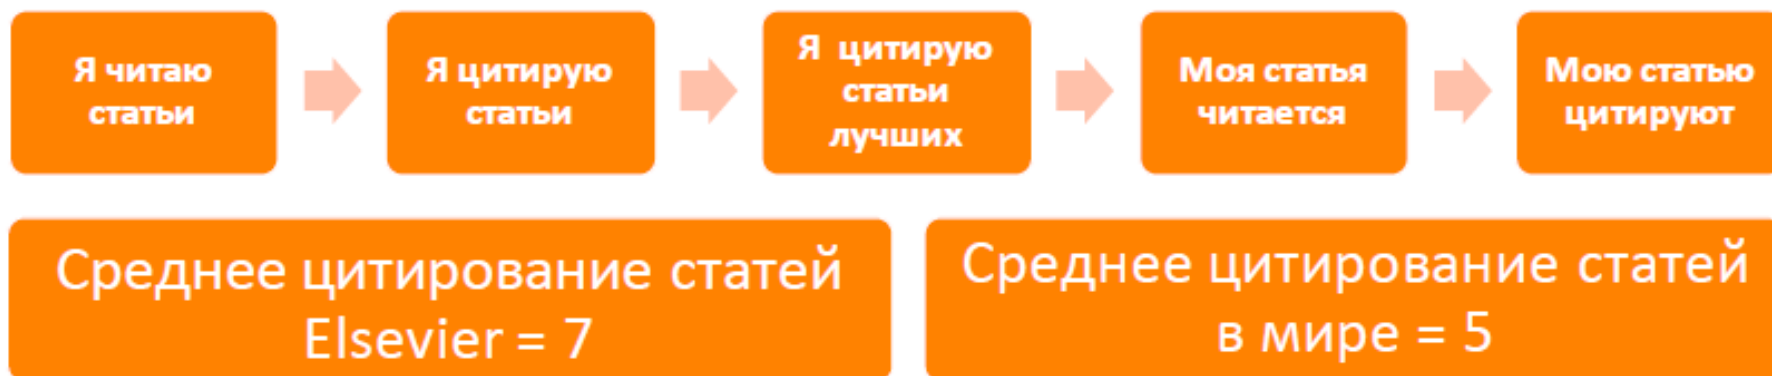 Я читаю
статьи
Я цитирую
статьи
Я цитирую
статьи
лучших
Моя статья
читается
Мою статью
цитируют
Среднее цитирование статей
Elsevier = 7
Среднее цитирование статей
в мире = 5